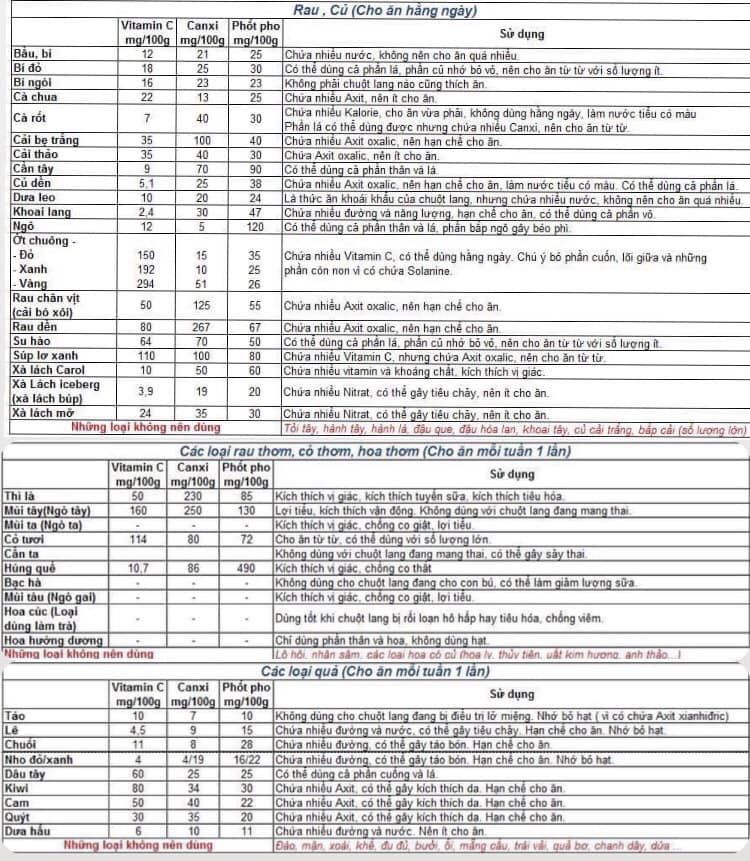 Rau , Củ (Cho ăn hằng ngày)
Vitamin C mg/100g Canxi mg/100g Phốt pho mg/100g Sử dụng
Bầu, bí 12 21 25 Chứa nhiều nước, không nên cho ăn quá nhiều.
Bí đỏ 18 25 30 Có thể dùng cả phần lá, phần củ nhớ bỏ vỏ, nên cho ăn từ từ với số lượng ít.
Bí ngòi 16 23 23 Không phải chuột lang nào cũng thích ăn.
Cà chua 22 13 25 Chứa nhiều Axit, nên ít cho ăn.
Cà rốt 7 40 30 Chứa nhiều Kalorie, cho ăn vừa phải, không dùng hằng ngày, làm nước tiểu có màu
Phần lá có thể dùng được nhưng chứa nhiều Canxi, nên cho ăn từ từ.
Cải bẹ trắng 35 100 40 Chứa nhiều Axit oxalic, nên hạn chế cho ăn.
Cải thảo 35 40 30 Chứa Axit oxalic, nên ít cho ăn.
Cần tây 9 70 90 Có thể dùng cả phần thân và lá.
Củ dền 5,1 25 38 Chứa nhiều Axit oxalic, nên hạn chế cho ăn, làm nước tiểu có màu. Có thể dùng cả phần lá.
Dưa leo 10 20 24 Là thức ăn khoái khẩu của chuột lang, nhưng chứa nhiều nước, không nên cho ăn quá nhiều.
Khoai lang 2,4 30 47 Chứa nhiều đường và năng lượng, hạn chế cho ăn, có thể dùng cả phần vỏ.
Ngô 12 5 120 Có thể dùng cả phần thân và lá, phần bắp ngô gây béo phì.
Ớt chuông -
- Đỏ 150 15 35 Chứa nhiều Vitamin C, có thể dùng hằng ngày. Chú ý bỏ phần cuốn, lõi giữa và những
- Xanh 192 10 25 phần còn non vì có chứa Solanine.
- Vàng 294 51 26
Rau chân vịt (cải bó xôi) 50 125 55 Chứa nhiều Axit oxalic, nên hạn chế cho ăn.
Rau dền 80 267 67 Chứa nhiều Axit oxalic, nên hạn chế cho ăn.
Su hào 64 70 50 Có thể dùng cả phần lá, phần củ nhớ bỏ vỏ, nên cho ăn từ từ với số lượng ít.
Súp lơ xanh 110 100 80 Chứa nhiều Vitamin C, nhưng chứa Axit oxalic, nên cho ăn từ từ.
Xà lách Carol 10 50 60 Chứa nhiều vitamin và khoáng chất, kích thích vị giác.
Xà Lách iceberg (xà lách búp) 3,9 19 20 Chứa nhiều Nitrat, có thể gây tiêu chảy, nên ít cho ăn.
Xà lách mỡ 24 35 30 Chứa nhiều Nitrat, có thể gây tiêu chảy, nên ít cho ăn.
Những loại không nên dùng Tỏi tây, hành tây, hành lá, đậu que, đậu hóa lan, khoai tây, củ cải trắng, bắp cải (số lượng lớn)
Các loại rau thơm, cỏ thơm, hoa thơm (Cho ăn mỗi tuần 1 lần)
Vitamin C mg/100g Canxi mg/100g Phốt pho mg/100g Sử dụng
Thì là 50 230 85 Kích thích vị giác, kích thích tuyến sữa, kích thích tiêu hóa.
Mùi tây(Ngò tây) 160 250 130 Lợi tiểu, kích thích vận động. Không dùng với chuột lang đang mang thai.
Mùi ta (Ngò ta) - - - Kích thích vị giác, chống co giật, lợi tiểu.
Cỏ tươi 114 80 72 Cho ăn từ từ, có thể dùng với số lượng lớn.
Cần ta Không dùng với chuột lang đang mang thai, có thể gây sẩy thai.
Húng quế 10,7 86 490 Kích thích vị giác, chống co thắt
Bạc hà - - - Không dùng cho chuột lang đang cho con bú, có thể làm giảm lượng sữa.
Mùi tàu (Ngò gai) - - - Kích thích vị giác, chống co giật, lợi tiểu.
Hoa cúc (Loại dùng làm trà) - - - Dùng tốt khi chuột lang bị rối loạn hô hấp hay tiêu hóa, chống viêm.
Hoa hướng dương - - - Chỉ dùng phần thân và hoa, không dùng hạt.
Những loại không nên dùng Lô hội, nhân sâm, các loại hoa có củ (hoa ly, thủy tiên, uất kim hương, anh thảo...)
Các loại quả (Cho ăn mỗi tuần 1 lần)
Vitamin C mg/100g Canxi mg/100g Phốt pho mg/100g Sử dụng
Táo 10 7 10 Không dùng cho chuột lang đang bị điều trị lở miệng. Nhớ bỏ hạt ( vì có chứa Axit xianhiđric)
Lê 4,5 9 15 Chứa nhiều đường và nước, có thể gây tiêu chảy. Hạn chế cho ăn. Nhớ bỏ hạt.
Chuối 11 8 28 Chứa nhiều đường, có thể gây táo bón. Hạn chế cho ăn.
Nho đỏ/xanh 4 4/19 16/22 Chứa nhiều đường, có thể gây táo bón. Hạn chế cho ăn. Nhớ bỏ hạt.
Dâu tây 60 25 25 Có thể dùng cả phần cuống và lá.
Kiwi 80 34 30 Chứa nhiều Axit, có thể gây kích thích da. Hạn chế cho ăn.
Cam 50 40 22 Chứa nhiều Axit, có thể gây kích thích da. Hạn chế cho ăn.
Quýt 30 35 20 Chứa nhiều Axit, có thể gây kích thích da. Hạn chế cho ăn.
Dưa hấu 6 10 11 Chứa nhiều đường và nước. Nên ít cho ăn.
Những loại không nên dùng Đào, mận, xoài, khế, đu đủ, bưởi, ổi, mãng cầu, trái vải, quả bơ, chanh dây, dứa ...